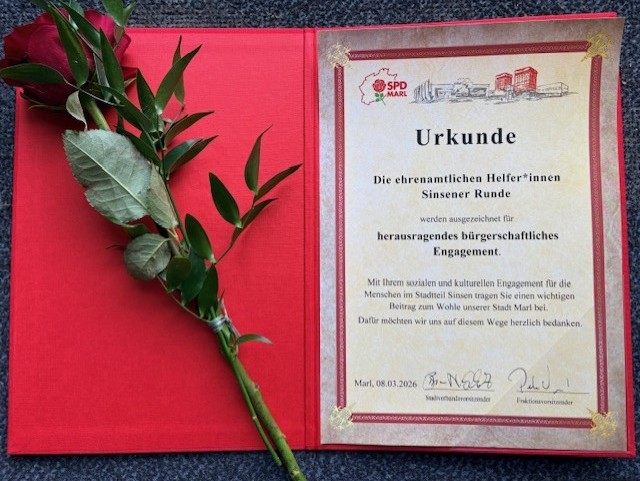 SPD
MARL
Urkunde
Die ehrenamtlichen Helfer*innen
Sinsener Runde
werden ausgezeichnet für
herausragendes bürgerschaftliches
Engagement.
Mit Ihrem sozialen und kulturellen Engagement für die
Menschen im Stadtteil Sinsen tragen Sie einen wichtigen
Beitrag zum Wohle unserer Stadt Marl bei.
Dafür möchten wir uns auf diesem Wege herzlich bedanken.
Marl, 08.03.2026
Stadtverbandsvorsitzender
Fraktionsvorsitzender